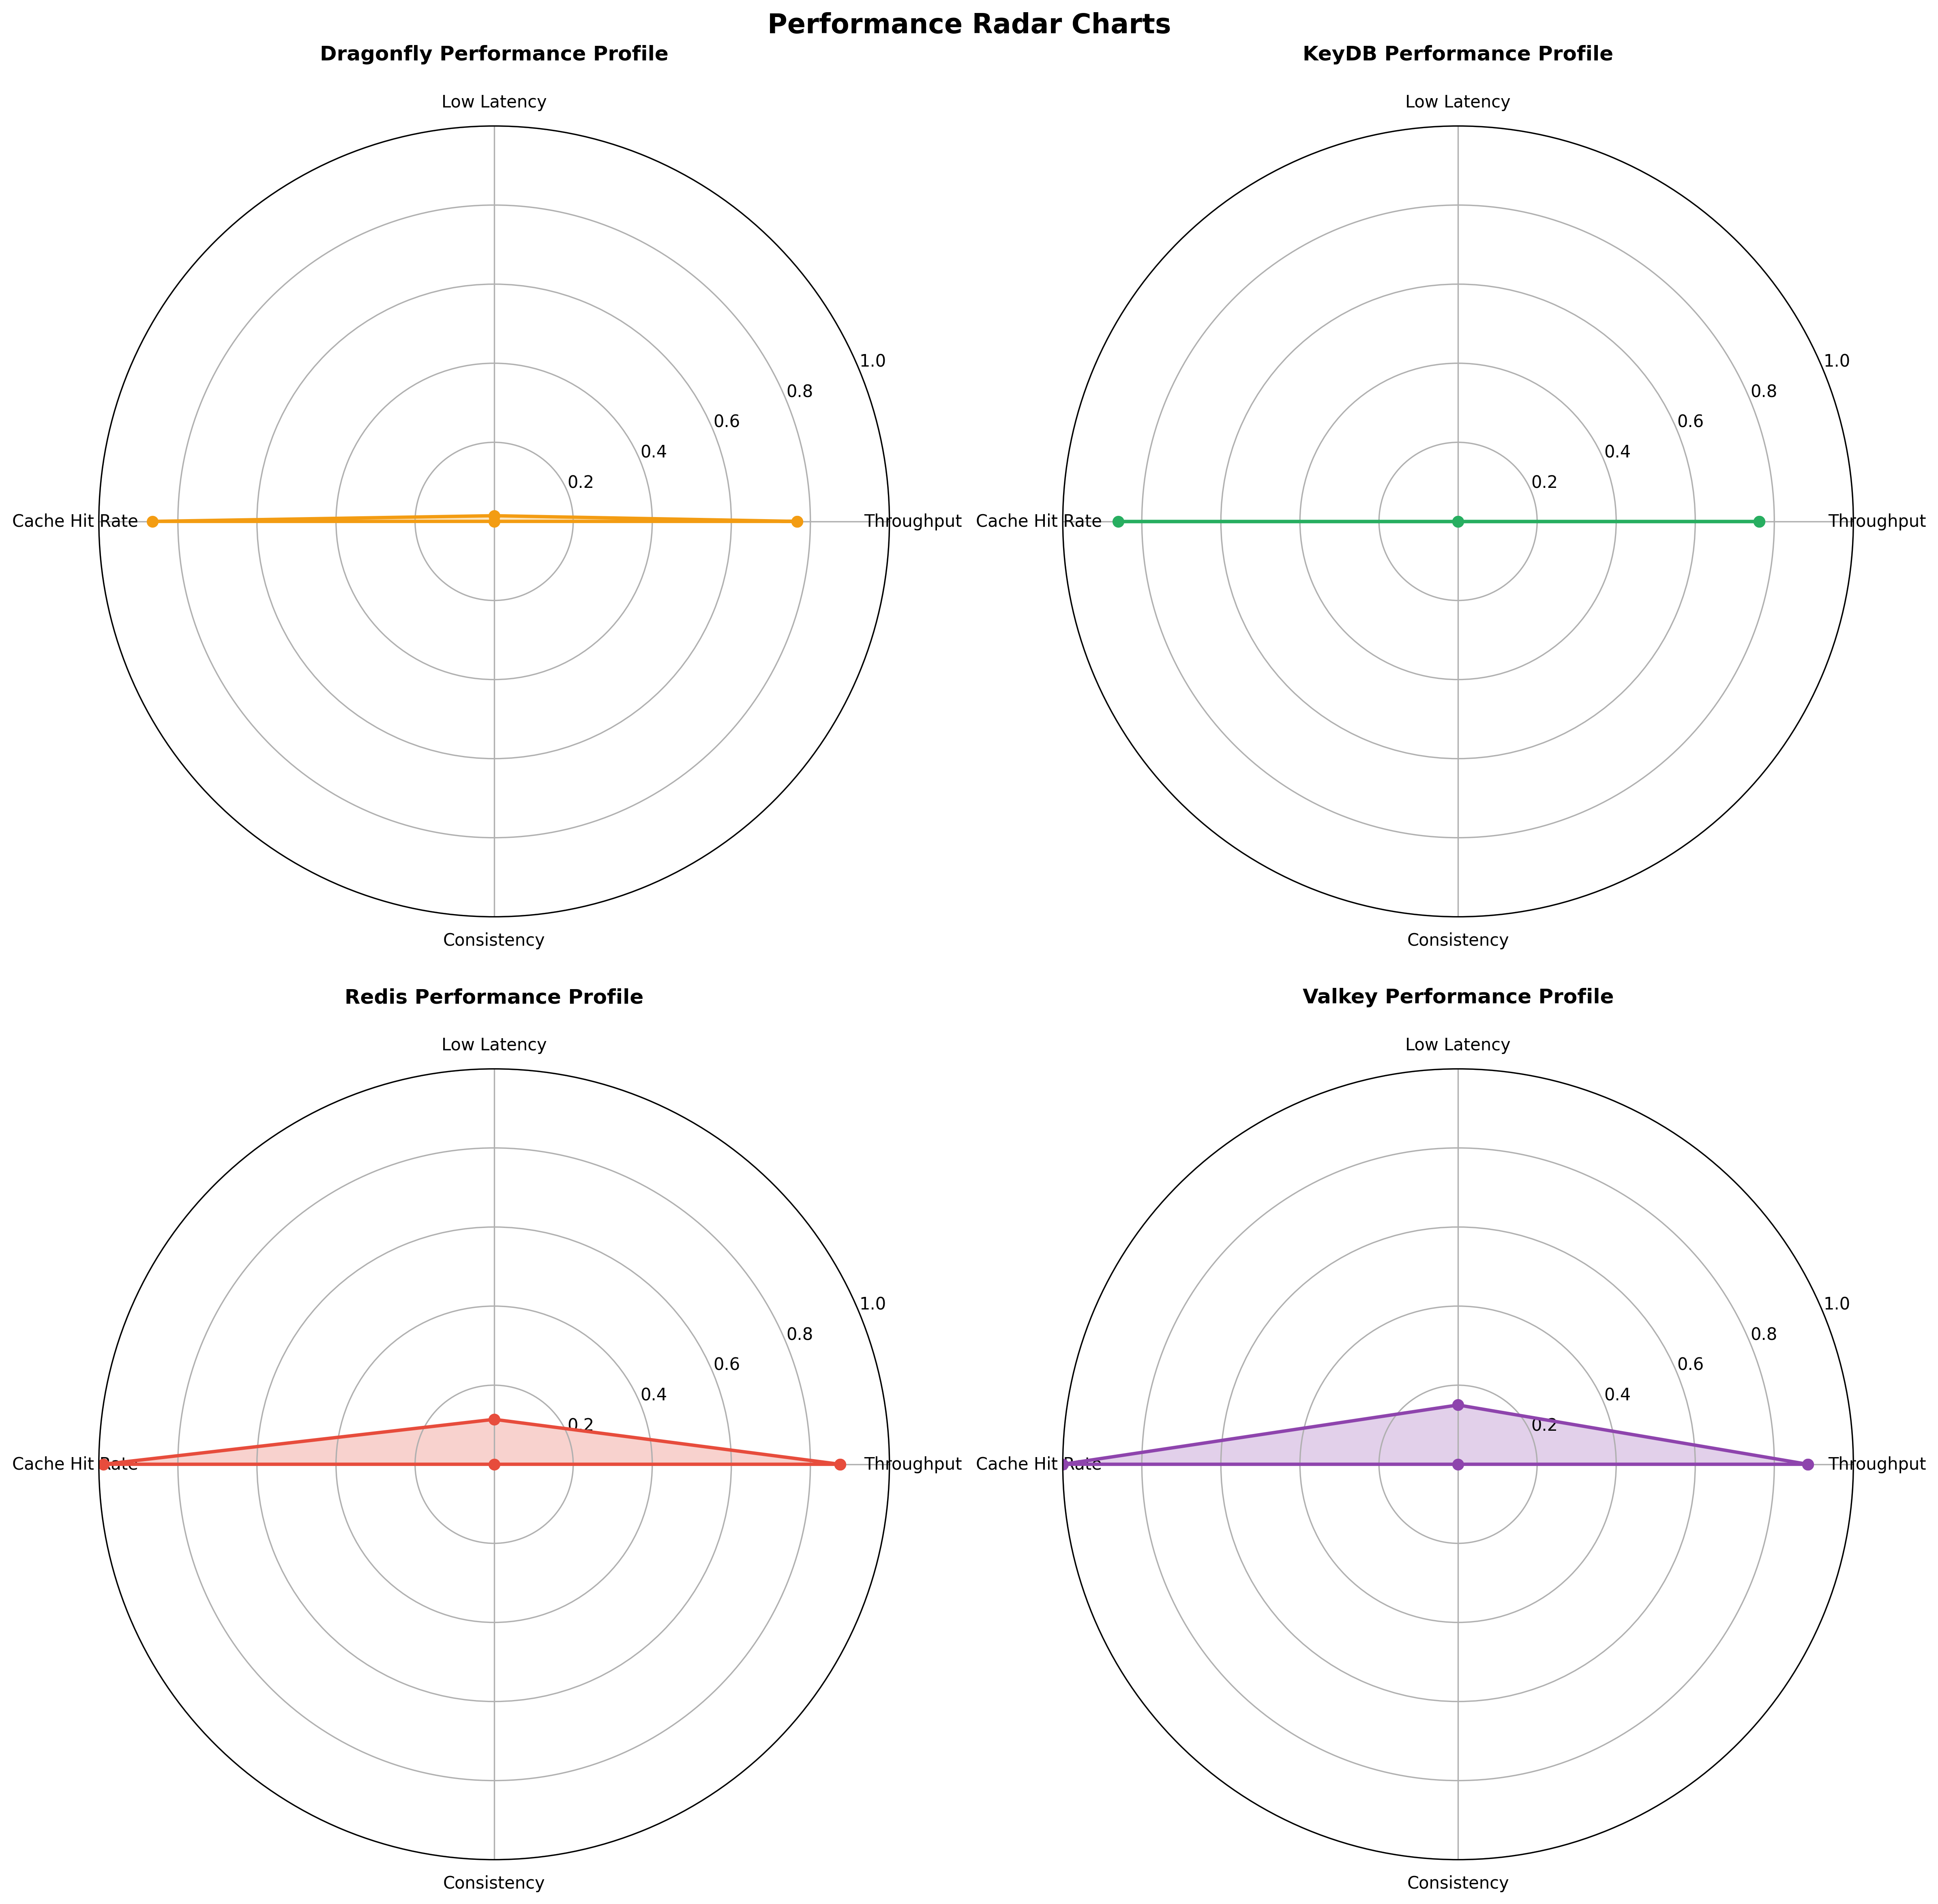 Performance Radar Charts
Dragonfly Performance Profile
Low Latency
1.0
0.8
0.6
0.4
0.2
Cache Hit Rate
Throughput
Consistency
KeyDB Performance Profile
Low Latency
1.0
0.8
0.6
0.4
0.2
Cache Hit Rate
Throughput
Consistency
Redis Performance Profile
Low Latency
1.0
0.8
0.6
0.4
0.2
Cache Hit Rate
Throughput
Consistency
Valkey Performance Profile
Low Latency
1.0
0.8
0.6
0.4
0.2
Cache Hit Rate
Throughput
Consistency